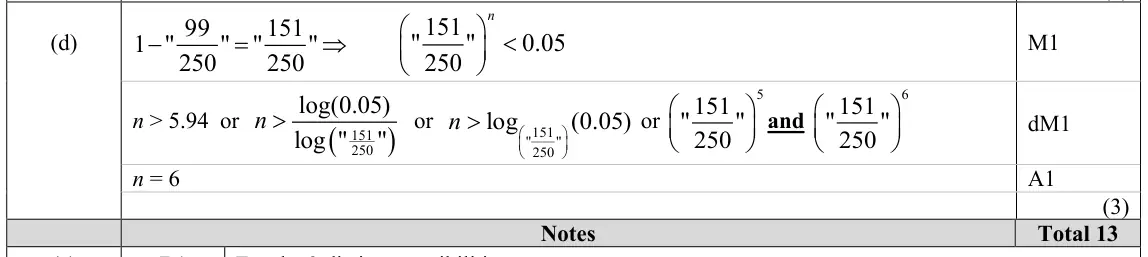 (d) 1 − "99/250" = "151/250" ⇒ ("151/250")ⁿ < 0.05 M1
n > 5.94 or n > log(0.05)/log("151/250") or n > log_("151/250")(0.05) or ("151/250")⁵ and ("151/250")⁶ dM1
n = 6 A1
(3)
Notes Total 13